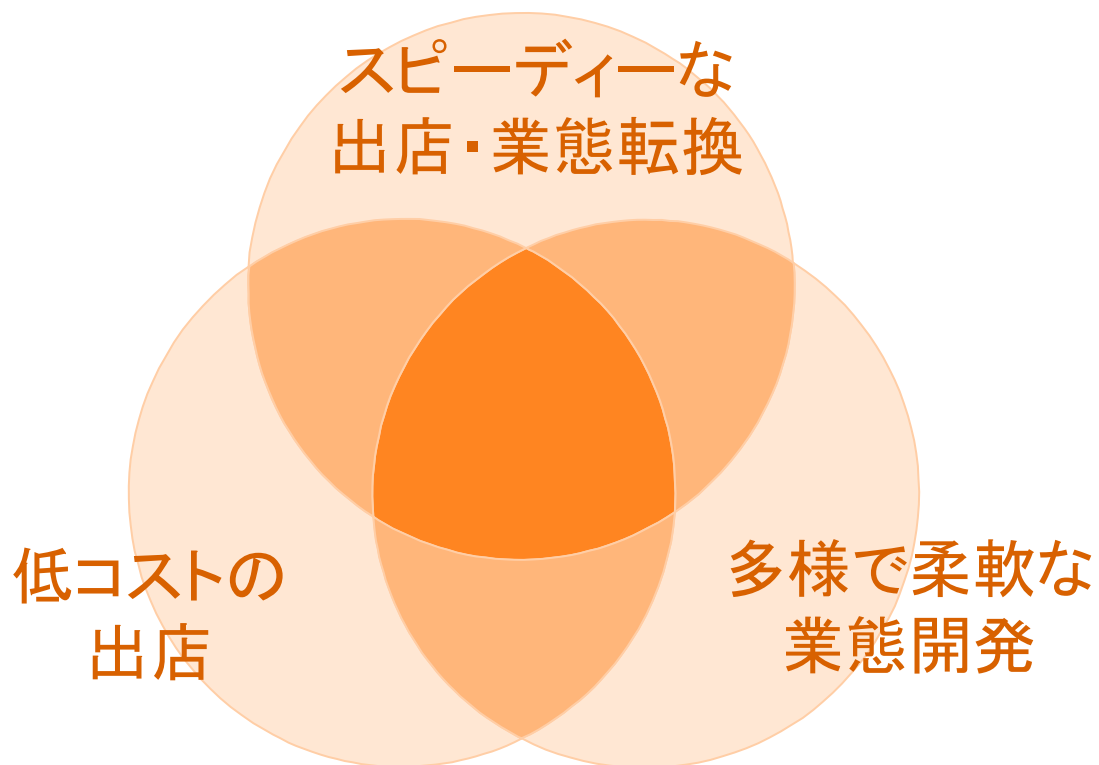 スピーディーな
出店・業態転換
低コストの
出店
多様で柔軟な
業態開発